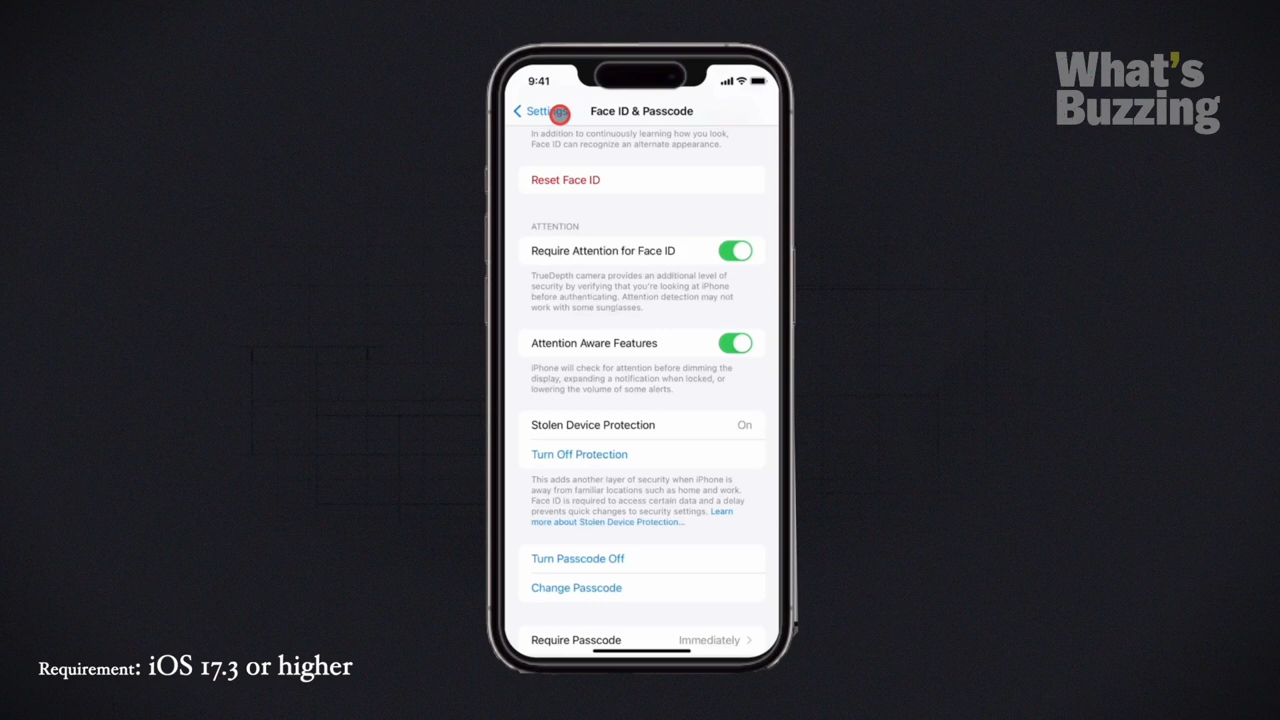 What's
Buzzing
9:41
Settings
Face ID & Passcode
In addition to continuously learning how you look,
Face ID can recognize an alternate appearance.
Reset Face ID
ATTENTION
Require Attention for Face ID
TrueDepth camera provides an additional level of
security by verifying that you're looking at iPhone
before authenticating. Attention detection may not
work with some sunglasses.
Attention Aware Features
iPhone will check for attention before dimming the
display, expanding a notification when locked, or
lowering the volume of some alerts.
Stolen Device Protection On
Turn Off Protection
This adds another layer of security when iPhone is
away from familiar locations such as home and work.
Face ID is required to access certain data and a delay
prevents quick changes to security settings. Learn
more about Stolen Device Protection...
Turn Passcode Off
Change Passcode
Require Passcode Immediately
Requirement: iOS 17.3 or higher